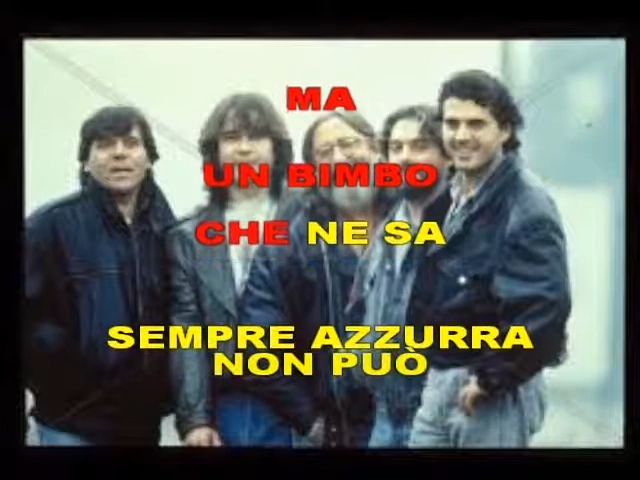 MA
UN BIMBO
CHE NE SA
SEMPRE AZZURRA
NON PUÒ